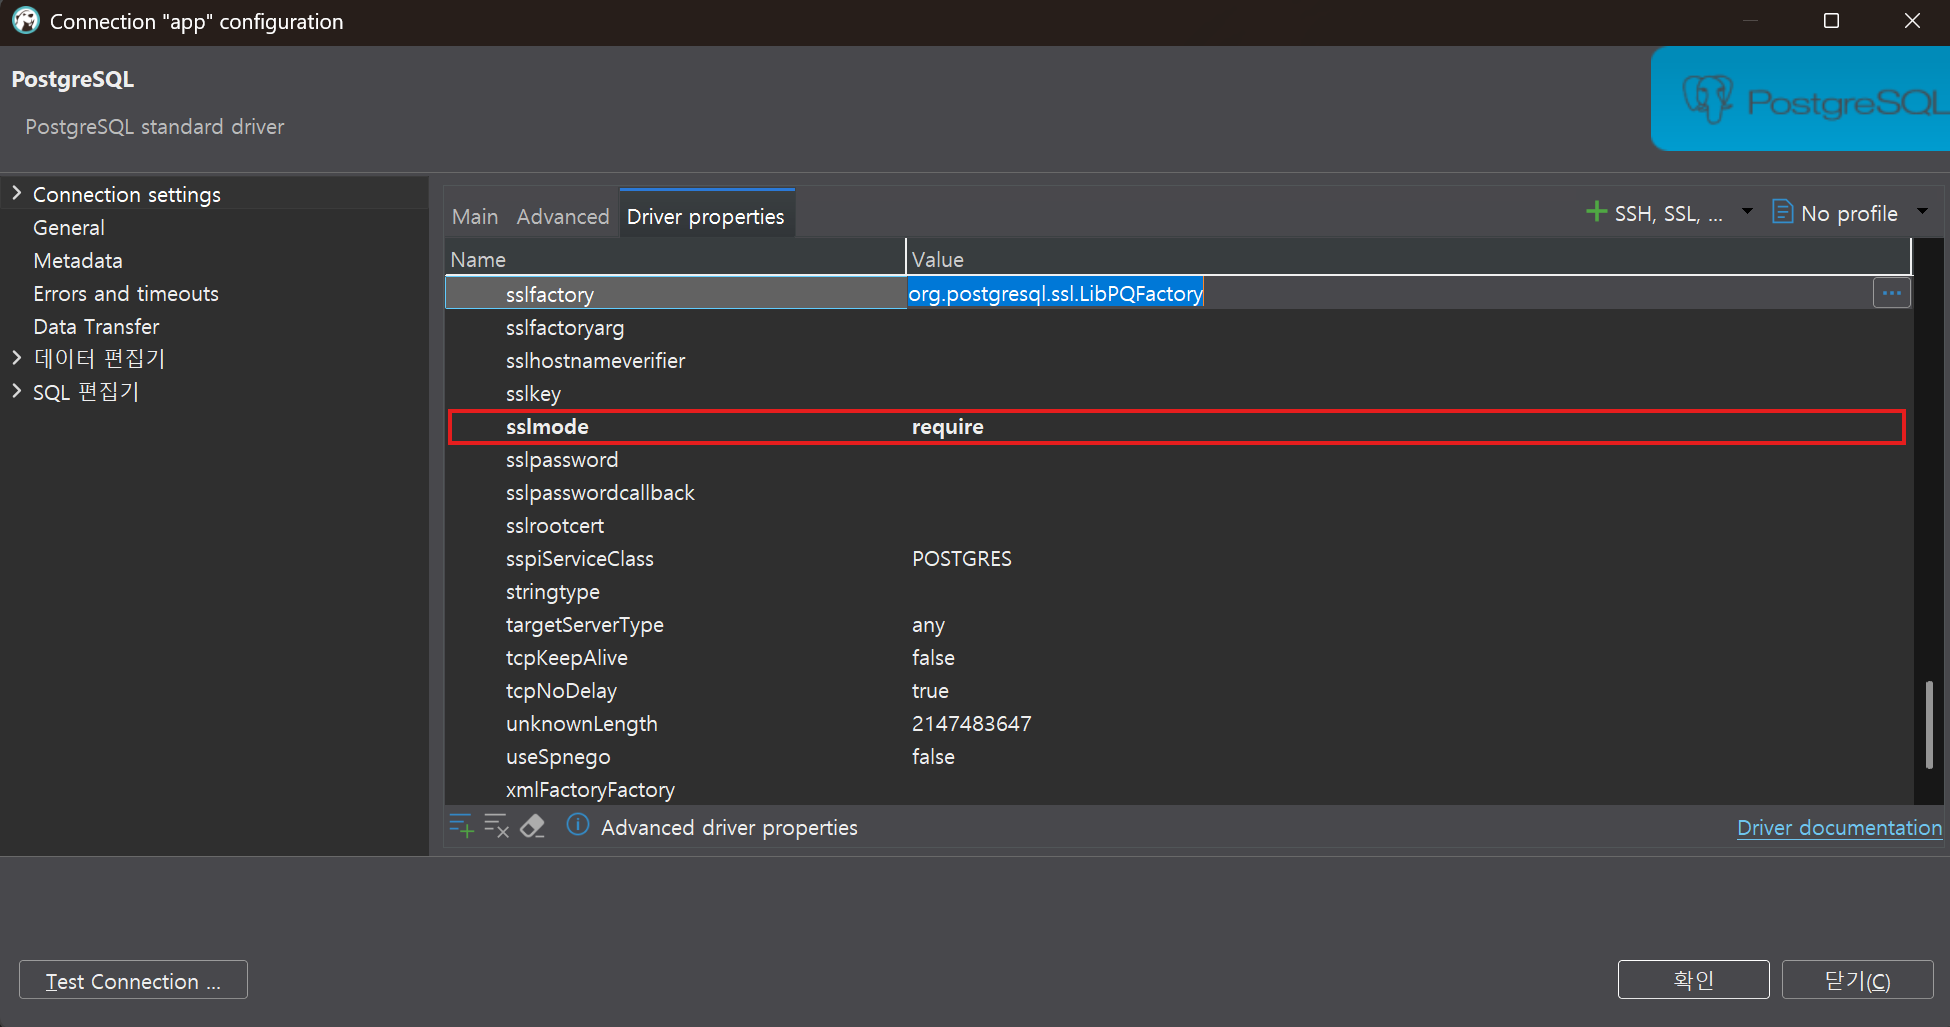 Connection "app" configuration
PostgreSQL
PostgreSQL standard driver
PostgreSQL
Connection settings
General
Metadata
Errors and timeouts
Data Transfer
데이터 편집기
SQL 편집기
Main Advanced Driver properties
SSH, SSL, ... No profile
Name Value
sslfactory org.postgresql.ssl.LibPQFactory ...
sslfactoryarg
sslhostnameverifier
sslkey
sslmode require
sslpassword
sslpasswordcallback
sslrootcert
sspiServiceClass POSTGRES
stringtype
targetServerType any
tcpKeepAlive false
tcpNoDelay true
unknownLength 2147483647
useSpnego false
xmlFactoryFactory
Advanced driver properties Driver documentation
Test Connection ... 확인 닫기(C)